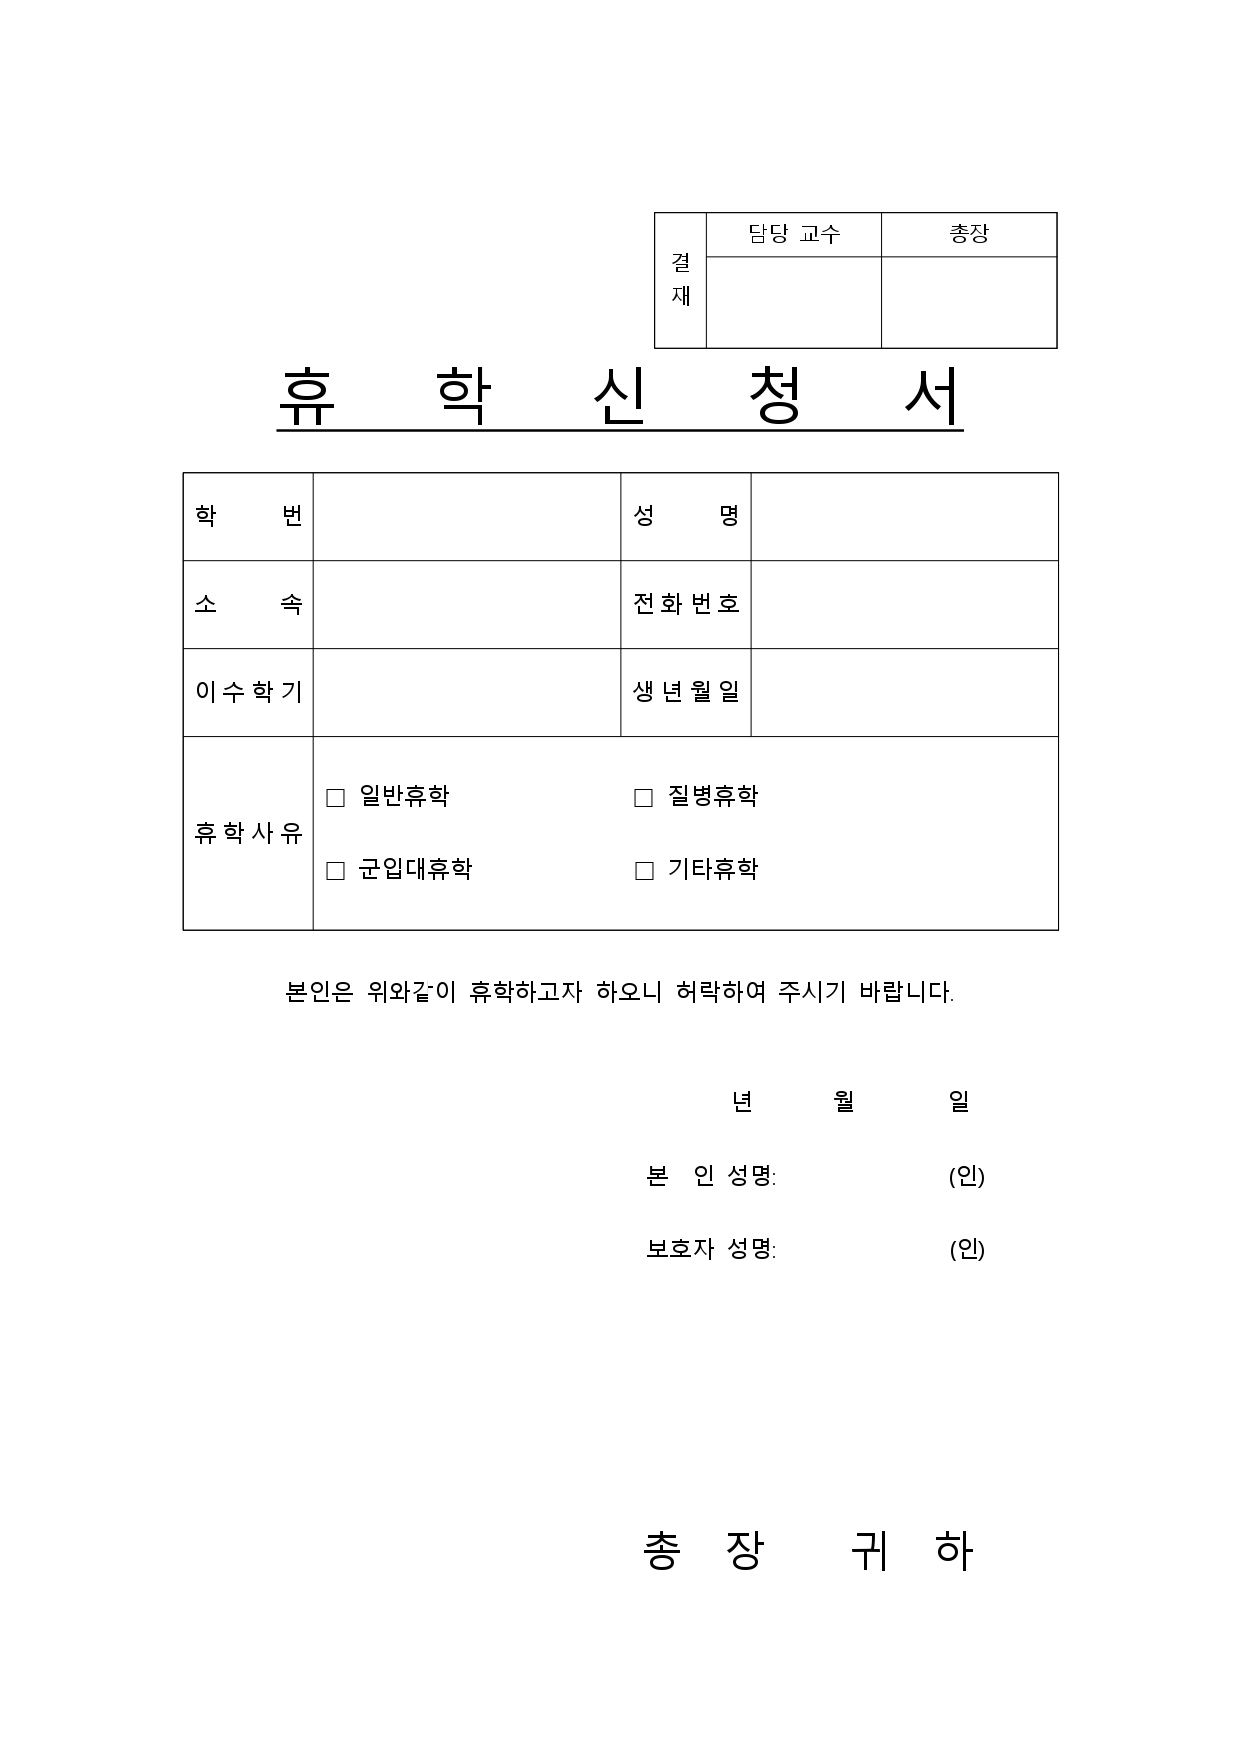 담당 교수 총장
결
재
휴 학 신 청 서
학 번 성 명
소 속 전화번호
이수학기 생년월일
휴학사유
□ 일반휴학 □ 질병휴학
□ 군입대휴학 □ 기타휴학
본인은 위와같이 휴학하고자 하오니 허락하여 주시기 바랍니다.
년 월 일
본 인 성명: (인)
보호자 성명: (인)
총 장 귀 하